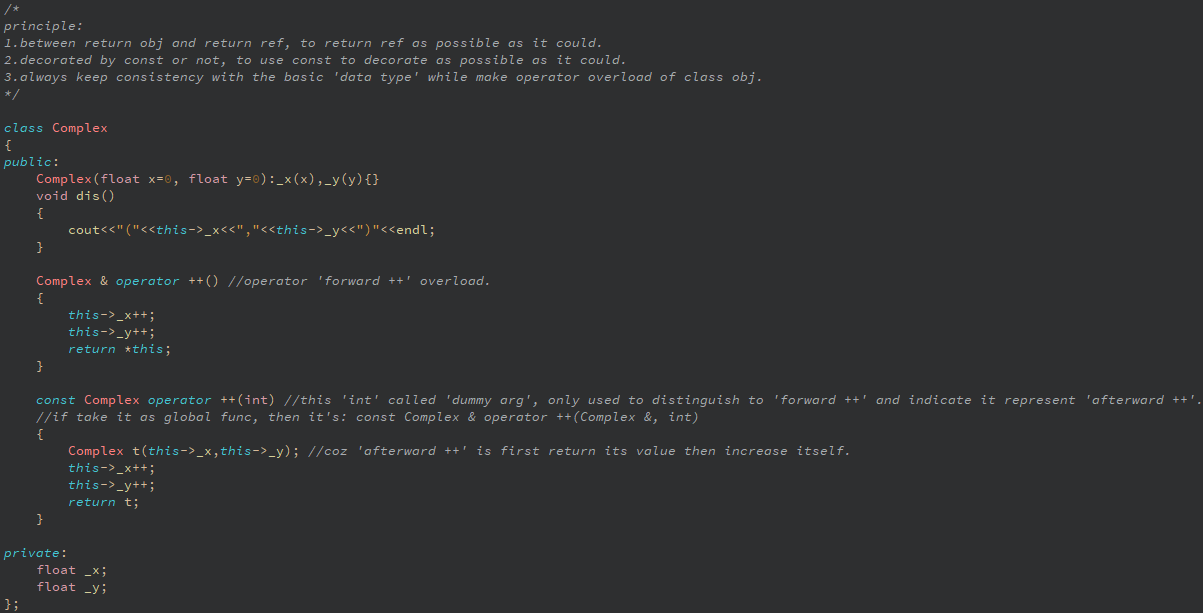 /*
principle:
1.between return obj and return ref, to return ref as possible as it could.
2.decorated by const or not, to use const to decorate as possible as it could.
3.always keep consistency with the basic 'data type' while make operator overload of class obj.
*/

class Complex
{
public:
    Complex(float x=0, float y=0):_x(x),_y(y){}
    void dis()
    {
        cout<<"("<<this->_x<<","<<this->_y<<")"<<endl;
    }

    Complex & operator ++() //operator 'forward ++' overload.
    {
        this->_x++;
        this->_y++;
        return *this;
    }

    const Complex operator ++(int) //this 'int' called 'dummy arg', only used to distinguish to 'forward ++' and indicate it represent 'afterward ++'.
    //if take it as global func, then it's: const Complex & operator ++(Complex &, int)
    {
        Complex t(this->_x,this->_y); //coz 'afterward ++' is first return its value then increase itself.
        this->_x++;
        this->_y++;
        return t;
    }

private:
    float _x;
    float _y;
};